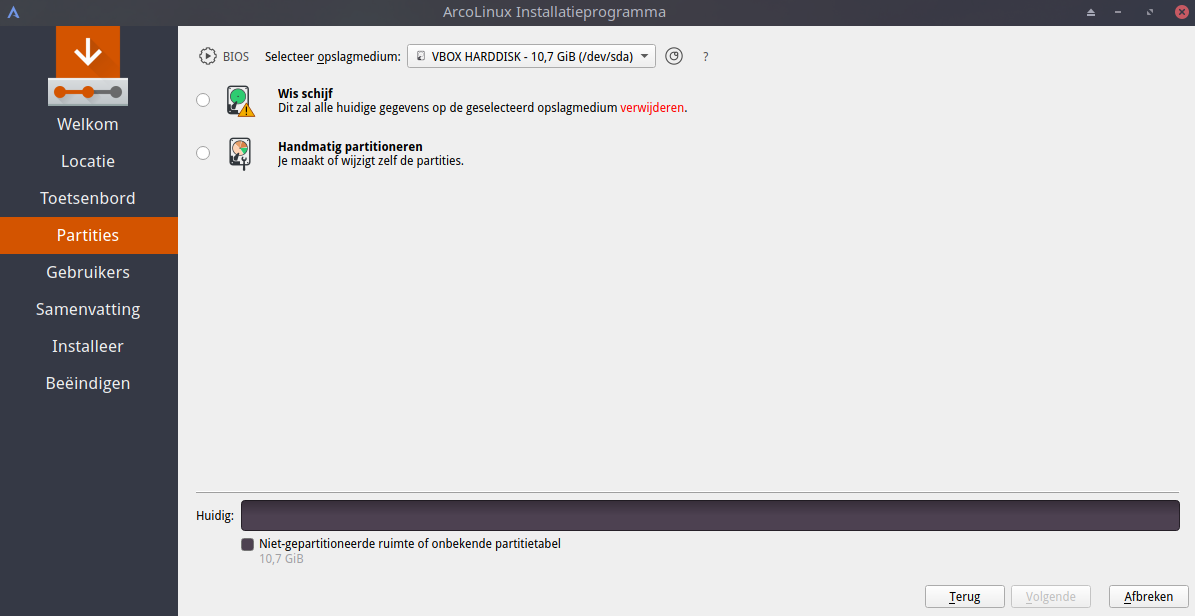 ArcoLinux Installatieprogramma
Welkom
Locatie
Toetsenbord
Partities
Gebruikers
Samenvatting
Installeer
Beëindigen
BIOS Selecteer opslagmedium: VBOX HARDDISK - 10,7 GiB (/dev/sda) ?
Wis schijf
Dit zal alle huidige gegevens op de geselecteerd opslagmedium verwijderen.
Handmatig partitioneren
Je maakt of wijzigt zelf de partities.
Huidig:
Niet-gepartitioneerde ruimte of onbekende partitietabel
10,7 GiB
Terug Volgende Afbreken